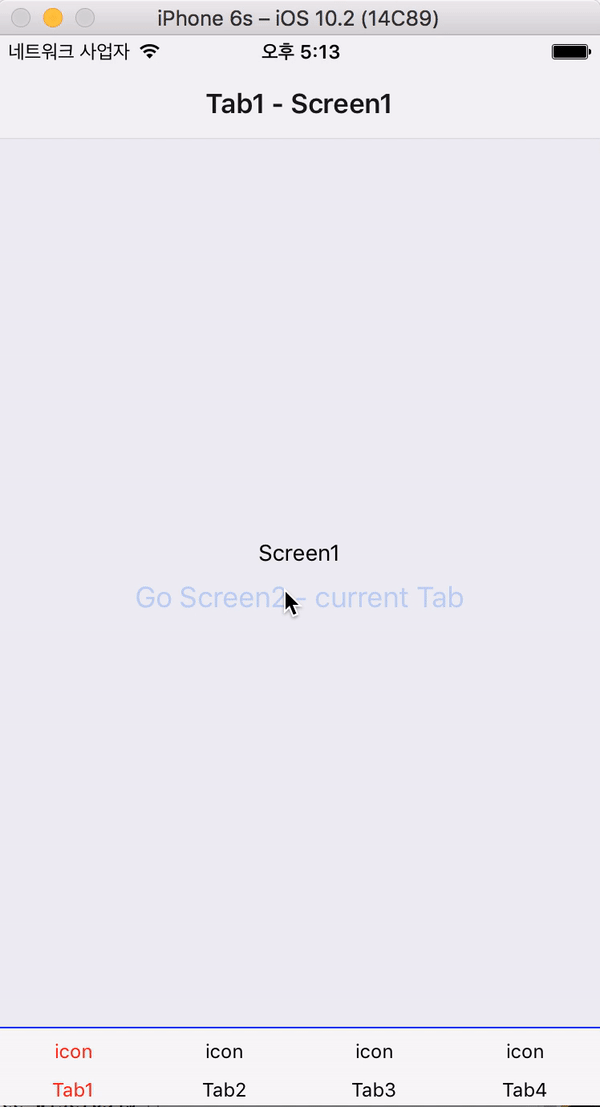 iPhone 6s – iOS 10.2 (14C89)
네트워크 사업자 오후 5:13
Tab1 - Screen1
Screen1
Go Screen2 - current Tab
icon icon icon icon
Tab1 Tab2 Tab3 Tab4